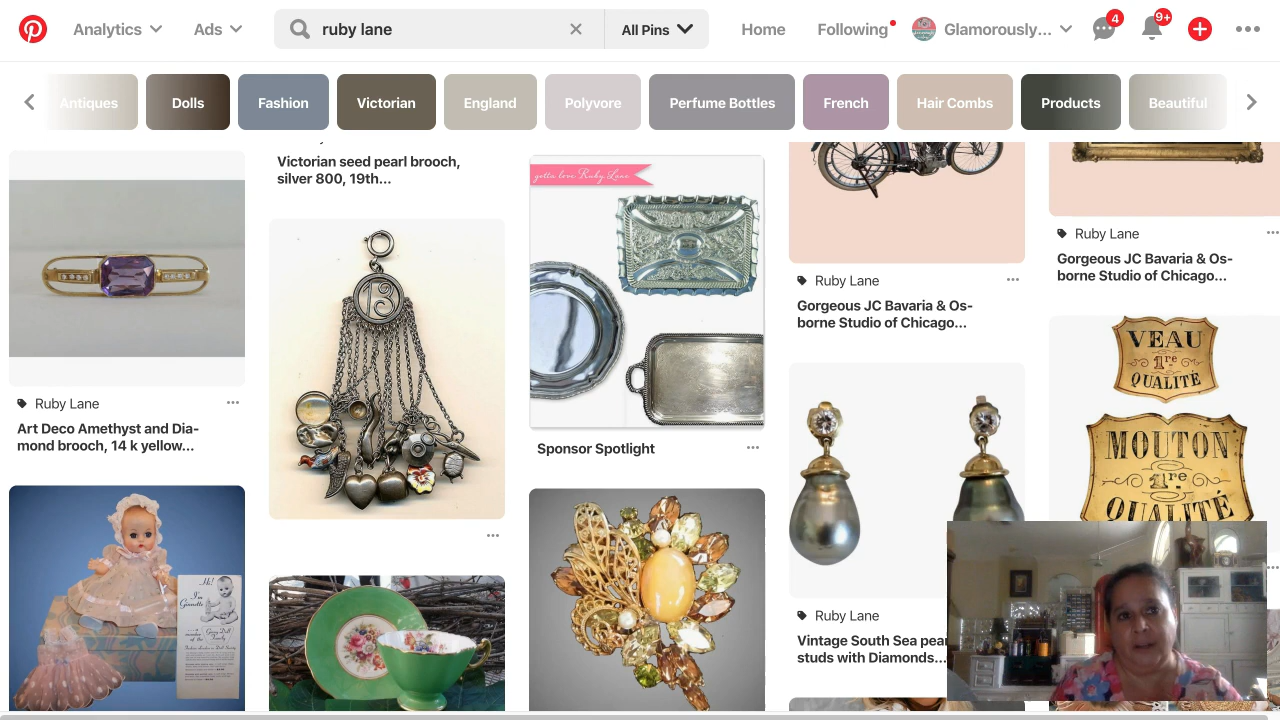 Analytics
Ads
ruby lane
All Pins
Home
Following
Glamorously...
4
9+
Antiques
Dolls
Fashion
Victorian
England
Polyvore
Perfume Bottles
French
Hair Combs
Products
Beautiful
Ruby Lane
Art Deco Amethyst and Dia-
mond brooch, 14 k yellow...
Hi!
I'm
Ginnette
Victorian seed pearl brooch,
silver 800, 19th...
13
gotta love Ruby Lane
Sponsor Spotlight
Ruby Lane
Gorgeous JC Bavaria & Os-
borne Studio of Chicago...
Ruby Lane
Vintage South Sea pear
studs with Diamonds...
Ruby Lane
Gorgeous JC Bavaria & Os-
borne Studio of Chicago...
VEAU
1re
QUALITÉ
MOUTON
1re
QUALITÉ